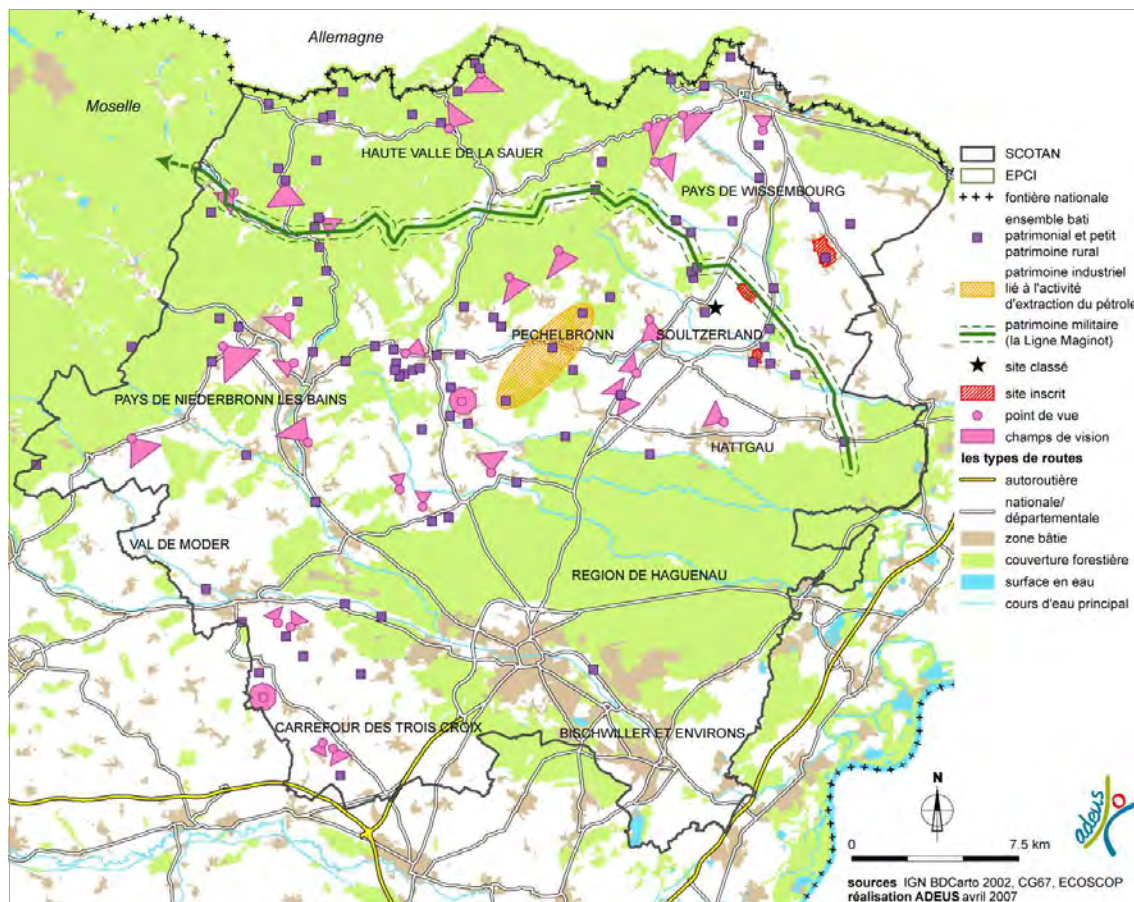 Allemagne
Moselle
HAUTE VALLE DE LA SAUER
PAYS DE WISSEMBOURG
PECHELBRONN
SOULTZERLAND
PAYS DE NIEDERBRONN LES BAINS
HATTGAU
VAL DE MODER
REGION DE HAGUENAU
CARREFOUR DES TROIS CROIX
BISCHWILLER ET ENVIRONS
SCOTAN
EPCI
fontière nationale
ensemble bati
patrimonial et petit
patrimoine rural
patrimoine industriel
lié à l'activité
d'extraction du pétrole
patrimoine militaire
(la Ligne Maginot)
site classé
site inscrit
point de vue
champs de vision
les types de routes
autoroutière
nationale/
départementale
zone bâtie
couverture forestière
surface en eau
cours d'eau principal
N
0 7.5 km
adeus
sources IGN BDCarto 2002, CG67, ECOSCOP
réalisation ADEUS avril 2007